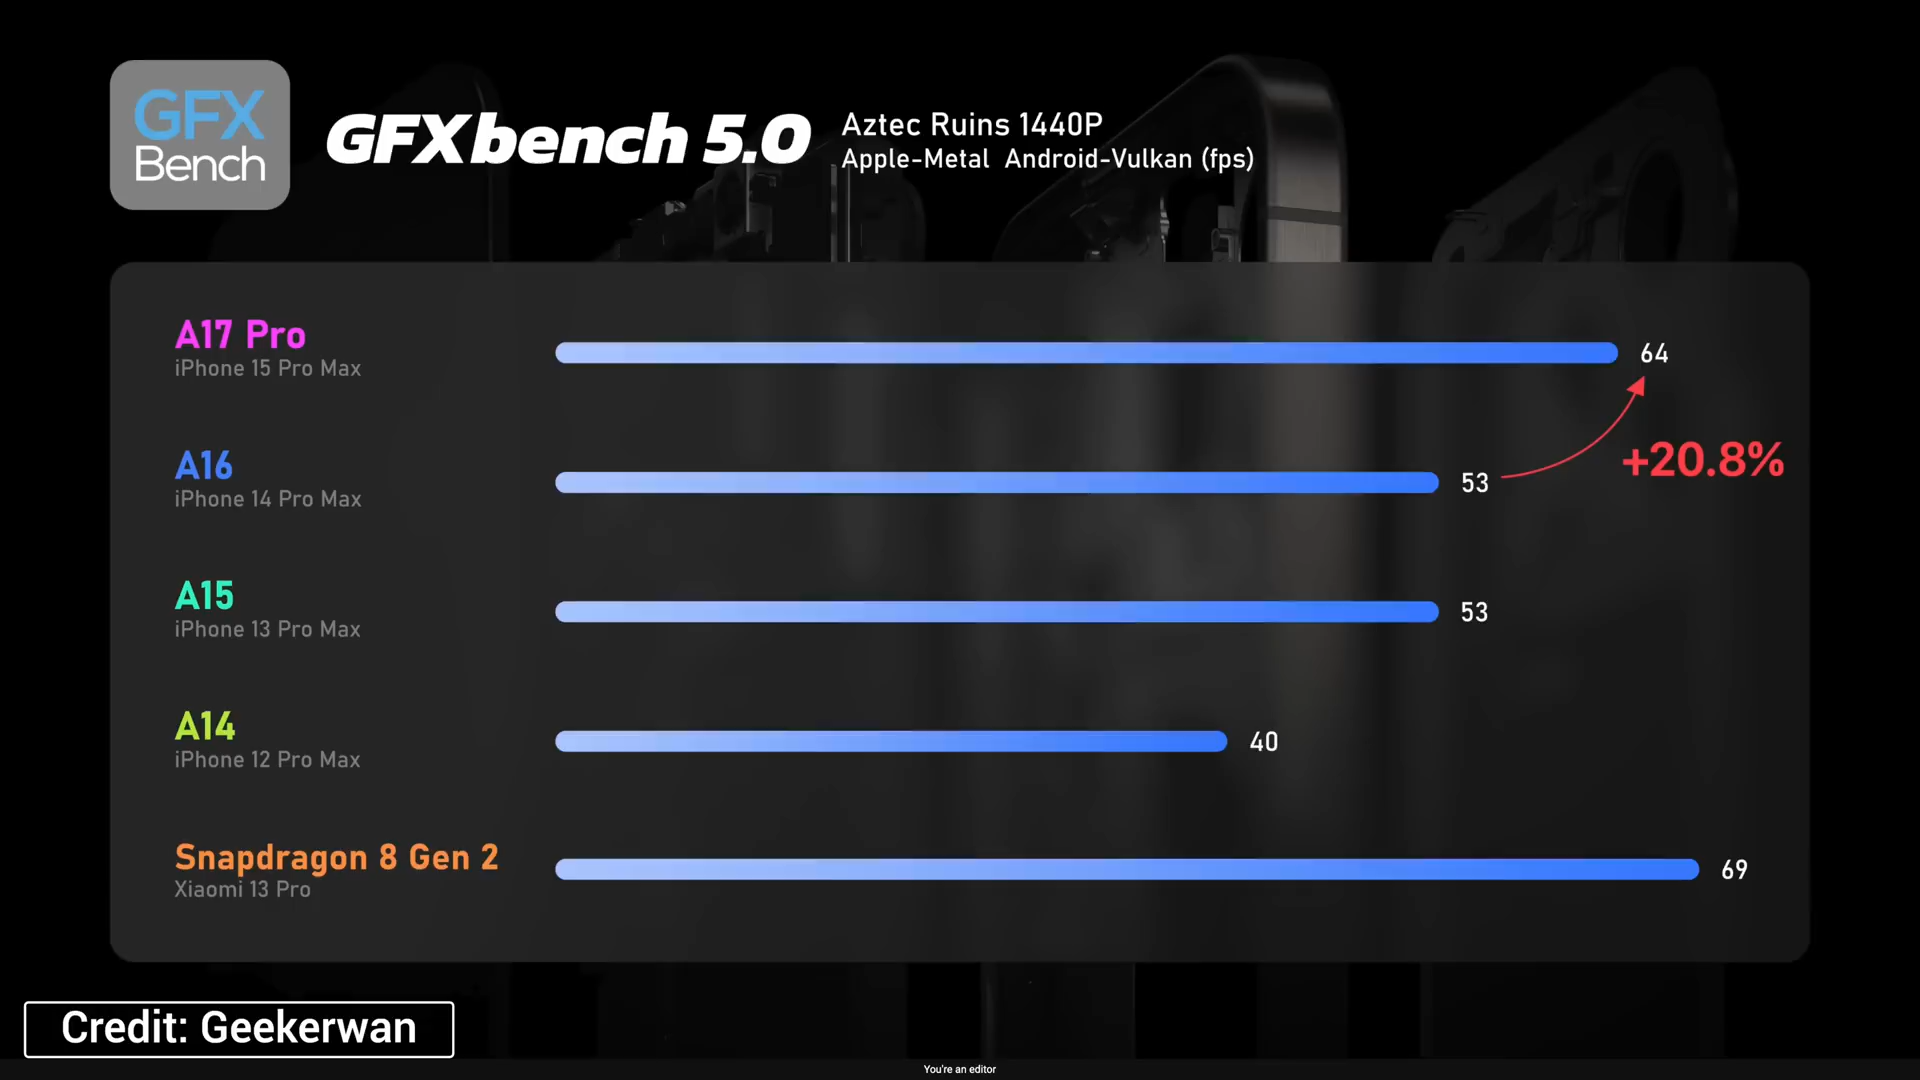 GFX
Bench
GFXbench 5.0
Aztec Ruins 1440P
Apple-Metal Android-Vulkan (fps)
A17 Pro
iPhone 15 Pro Max
64
+20.8%
A16
iPhone 14 Pro Max
53
A15
iPhone 13 Pro Max
53
A14
iPhone 12 Pro Max
40
Snapdragon 8 Gen 2
Xiaomi 13 Pro
69
Credit: Geekerwan
You're an editor